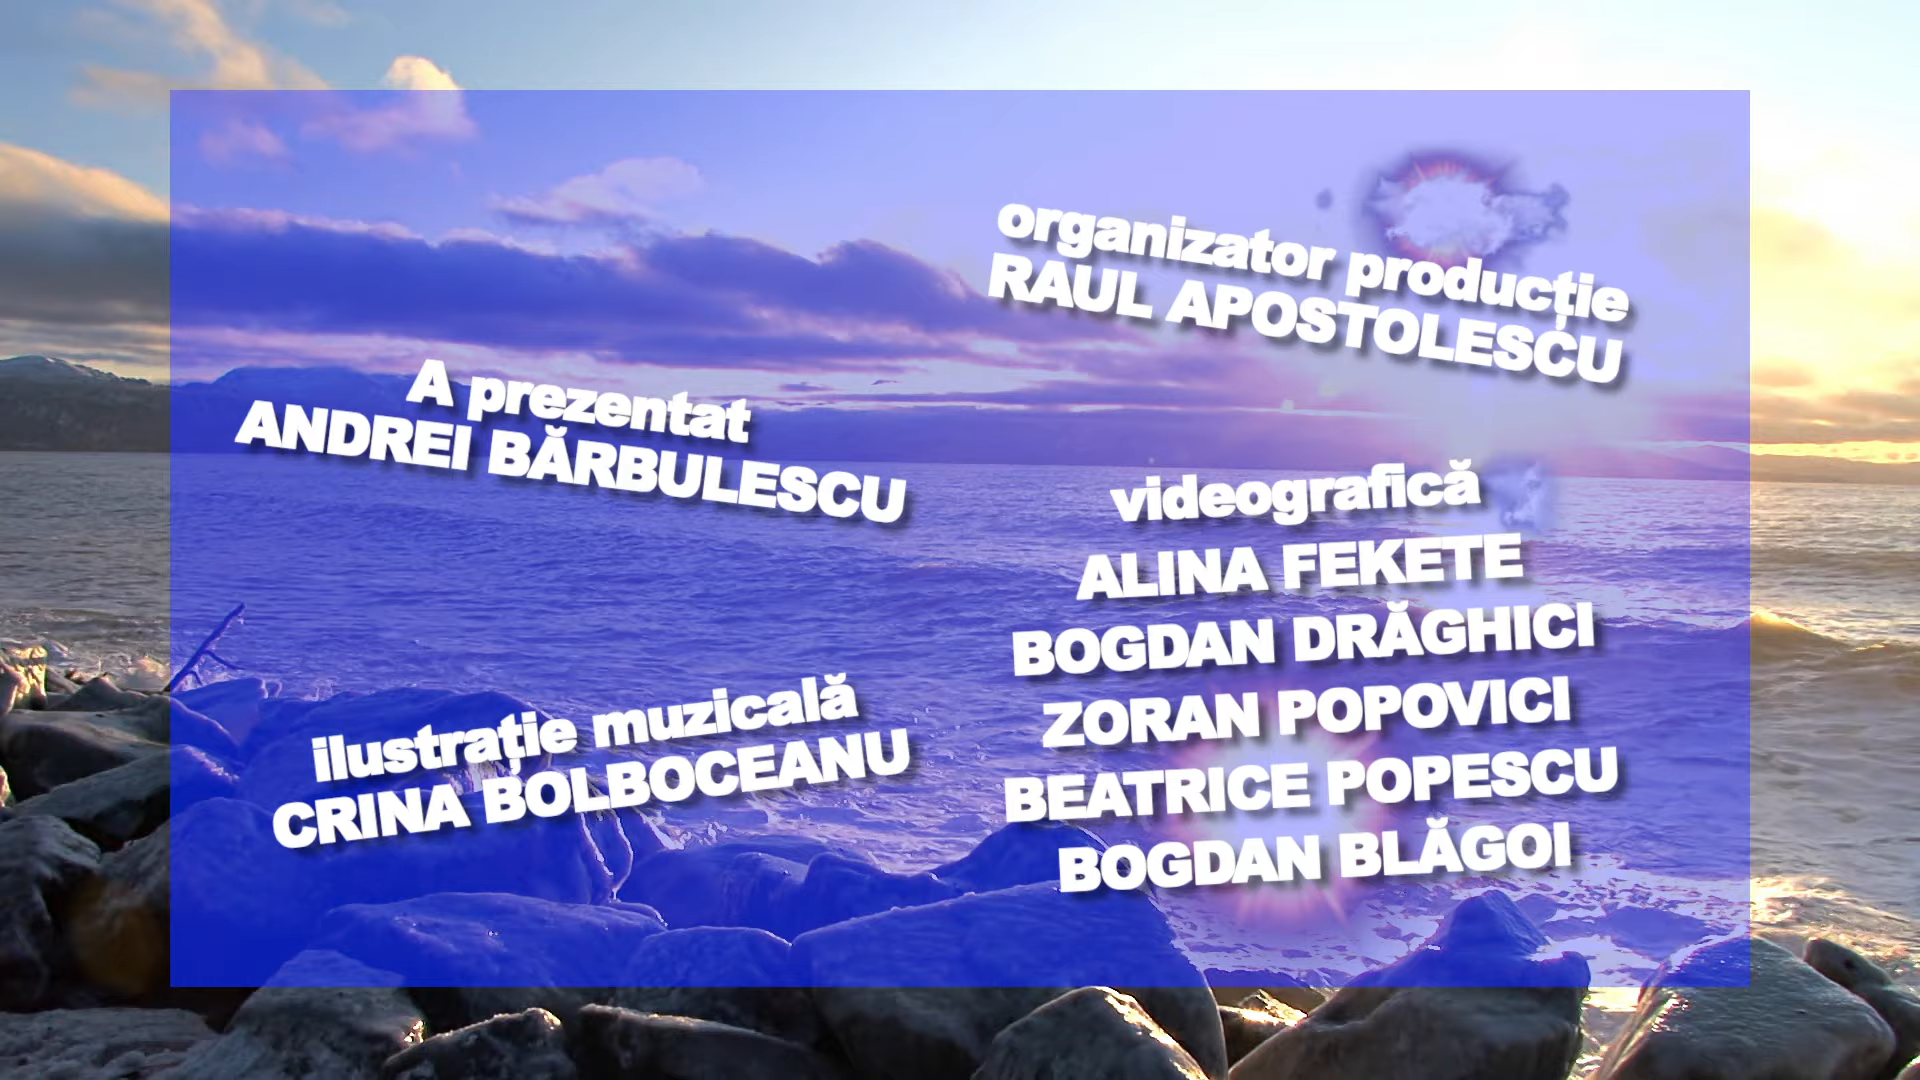 A prezentat
ANDREI BĂRBULESCU
ilustrație muzicală
CRINA BOLBOCEANU
organizator producție
RAUL APOSTOLESCU
videografică
ALINA FEKETE
BOGDAN DRĂGHICI
ZORAN POPOVICI
BEATRICE POPESCU
BOGDAN BLĂGOI